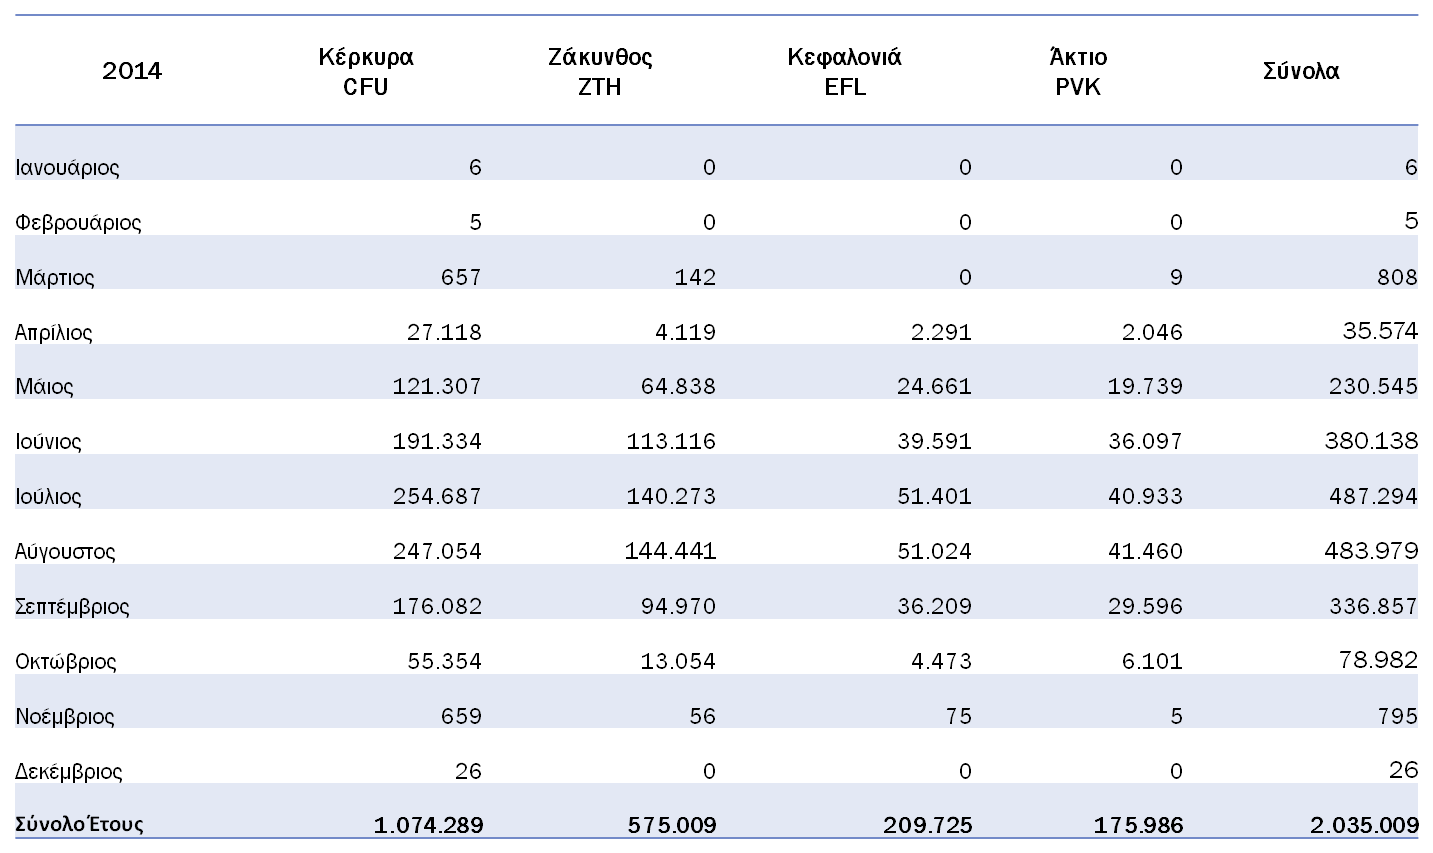 2014 Κέρκυρα CFU Ζάκυνθος ZTH Κεφαλονιά EFL Άκτιο PVK Σύνολα
Ιανουάριος 6 0 0 0 6
Φεβρουάριος 5 0 0 0 5
Μάρτιος 657 142 0 9 808
Απρίλιος 27.118 4.119 2.291 2.046 35.574
Μάιος 121.307 64.838 24.661 19.739 230.545
Ιούνιος 191.334 113.116 39.591 36.097 380.138
Ιούλιος 254.687 140.273 51.401 40.933 487.294
Αύγουστος 247.054 144.441 51.024 41.460 483.979
Σεπτέμβριος 176.082 94.970 36.209 29.596 336.857
Οκτώβριος 55.354 13.054 4.473 6.101 78.982
Νοέμβριος 659 56 75 5 795
Δεκέμβριος 26 0 0 0 26
Σύνολο Έτους 1.074.289 575.009 209.725 175.986 2.035.009